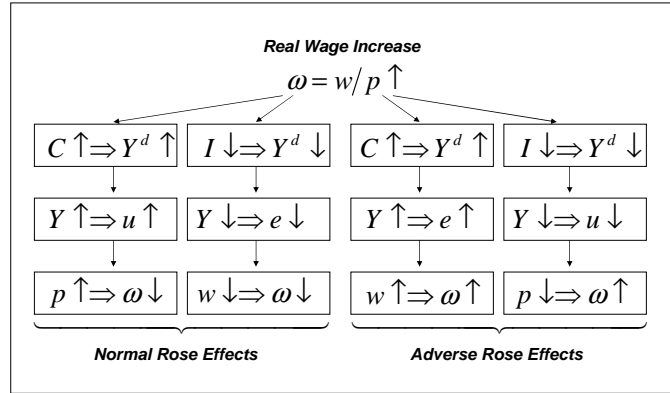 Real Wage Increase
ω = w/p ↑
C ↑⇒ Y^d ↑ I ↓⇒ Y^d ↓ C ↑⇒ Y^d ↑ I ↓⇒ Y^d ↓
Y ↑⇒ u ↑ Y ↓⇒ e ↓ Y ↑⇒ e ↑ Y ↓⇒ u ↓
p ↑⇒ ω ↓ w ↓⇒ ω ↓ w ↑⇒ ω ↑ p ↓⇒ ω ↑
Normal Rose Effects Adverse Rose Effects